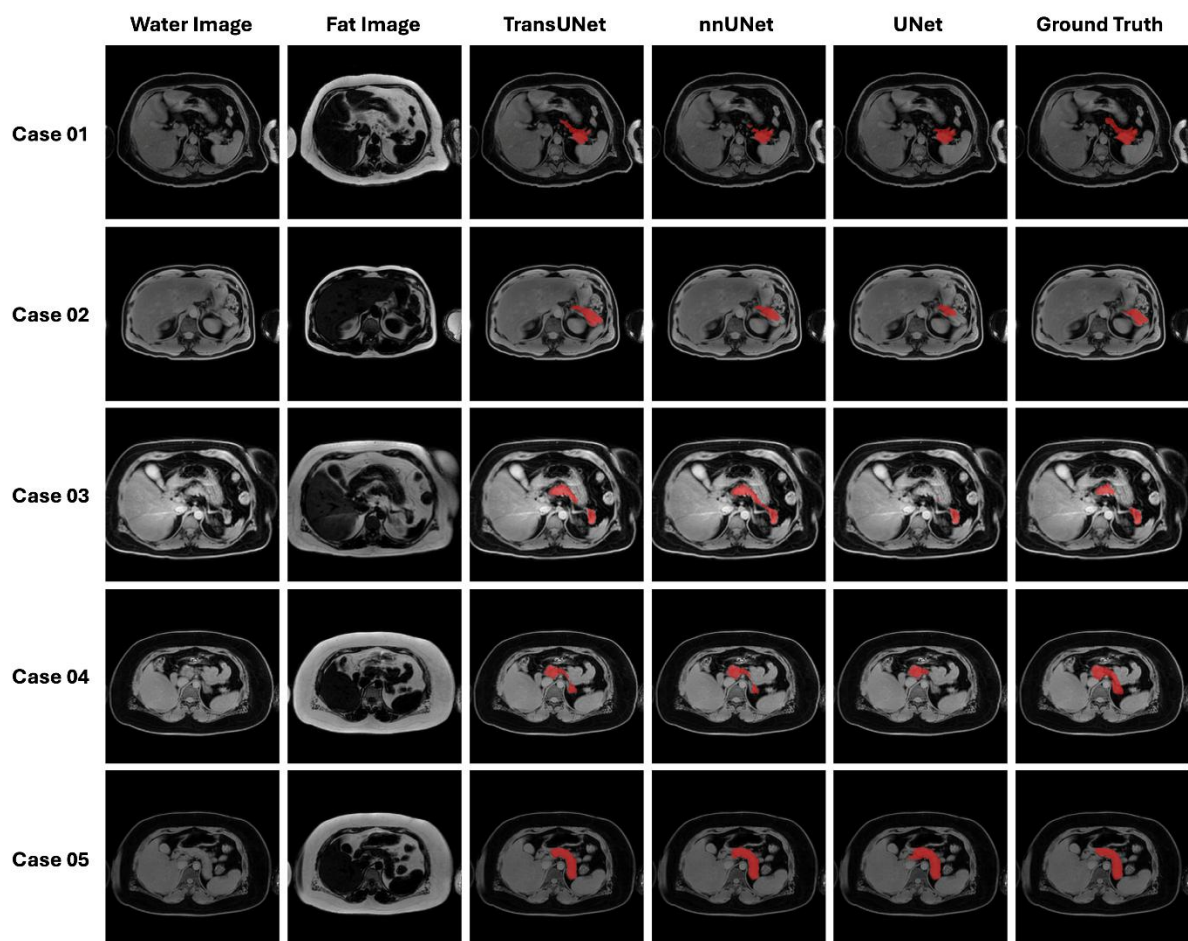 Water Image Fat Image TransUNet nnUNet UNet Ground Truth
Case 01
Case 02
Case 03
Case 04
Case 05